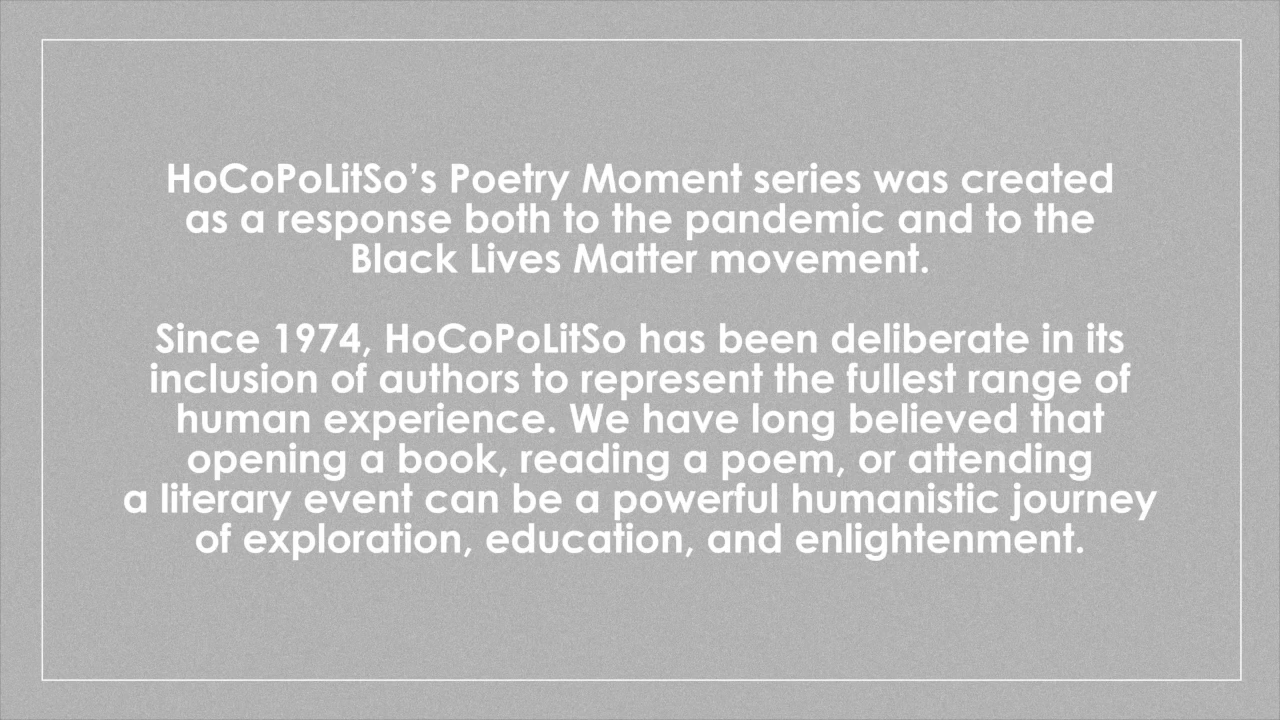 HoCoPoLitSo’s Poetry Moment series was created
as a response both to the pandemic and to the
Black Lives Matter movement.
Since 1974, HoCoPoLitSo has been deliberate in its
inclusion of authors to represent the fullest range of
human experience. We have long believed that
opening a book, reading a poem, or attending
a literary event can be a powerful humanistic journey
of exploration, education, and enlightenment.